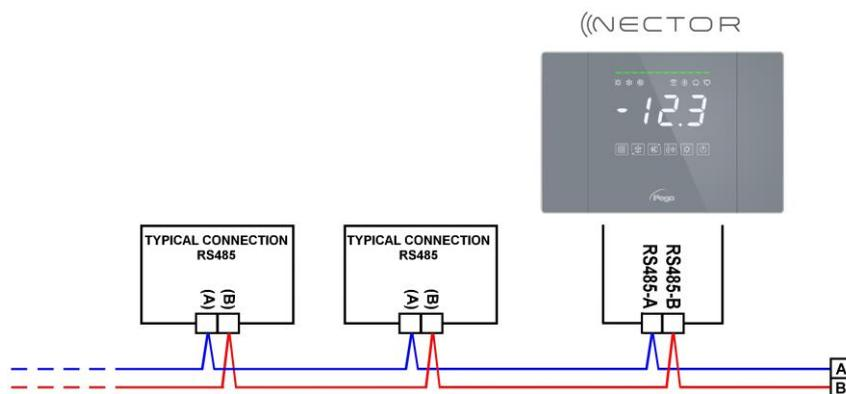 NECTOR
-12.3
Pego
TYPICAL CONNECTION
RS485
(A)
(B)
TYPICAL CONNECTION
RS485
(A)
(B)
RS485-A
RS485-B
A
B